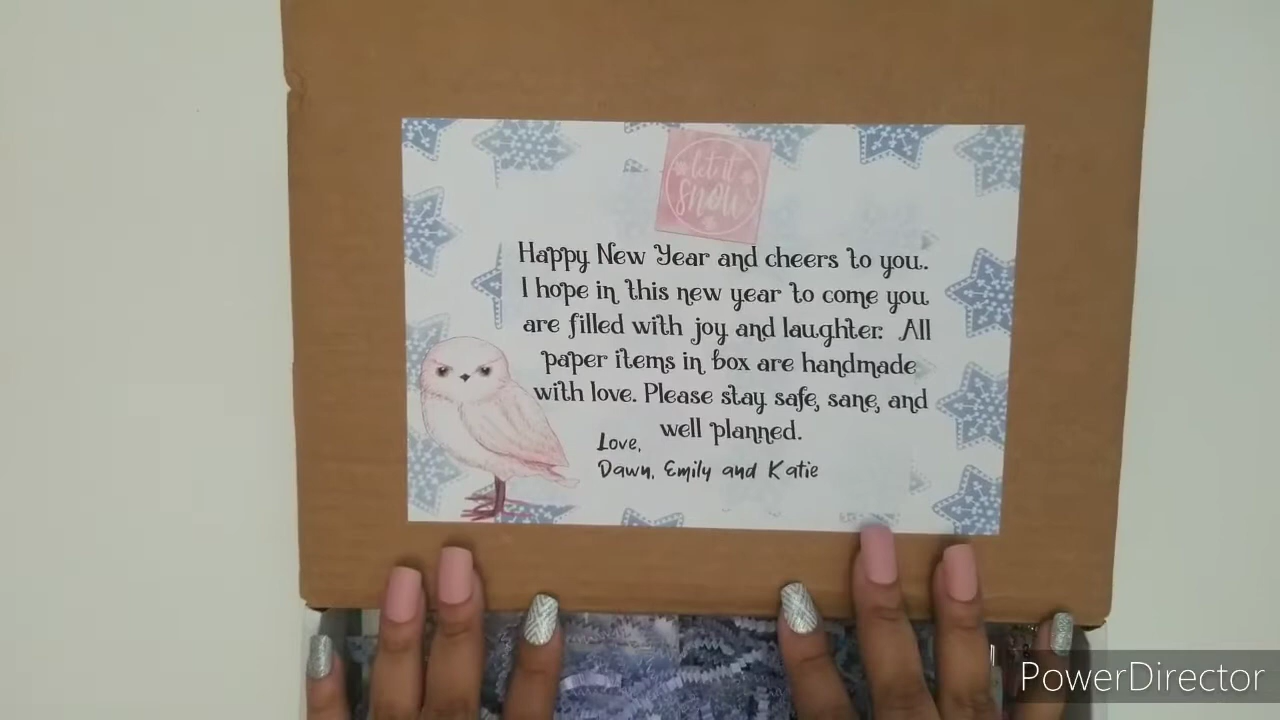 let it
snow
Happy New Year and cheers to you..
I hope in this new year to come you
are filled with joy and laughter. All
paper items in box are handmade
with love. Please stay safe, sane, and
well planned.
Love,
Dawn, Emily and Katie
PowerDirector